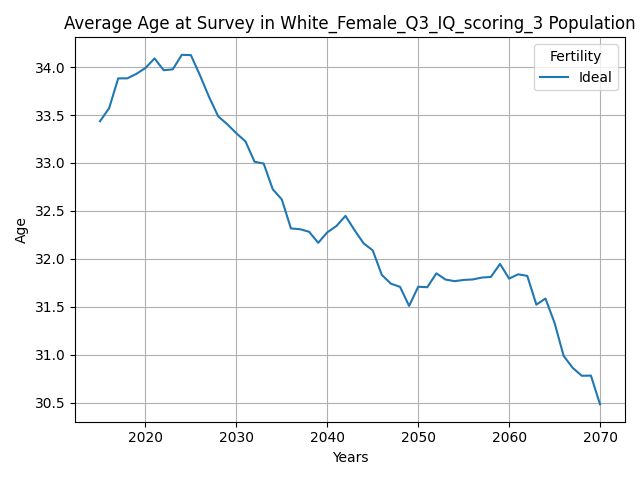 Average Age at Survey in White_Female_Q3_IQ_scoring_3 Population
Fertility
Ideal
34.0
33.5
33.0
32.5
32.0
31.5
31.0
30.5
Age
2020 2030 2040 2050 2060 2070
Years